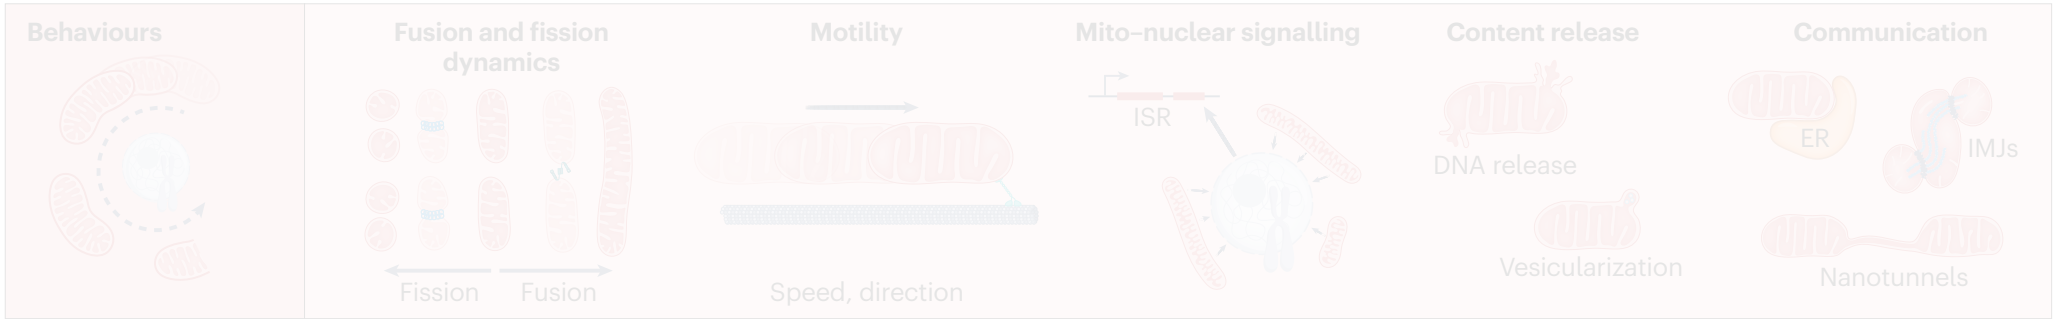 Behaviours
Fusion and fission
dynamics
Fission
Fusion
Motility
Speed, direction
Mito–nuclear signalling
ISR
Content release
DNA release
Vesicularization
Communication
ER
IMJs
Nanotunnels